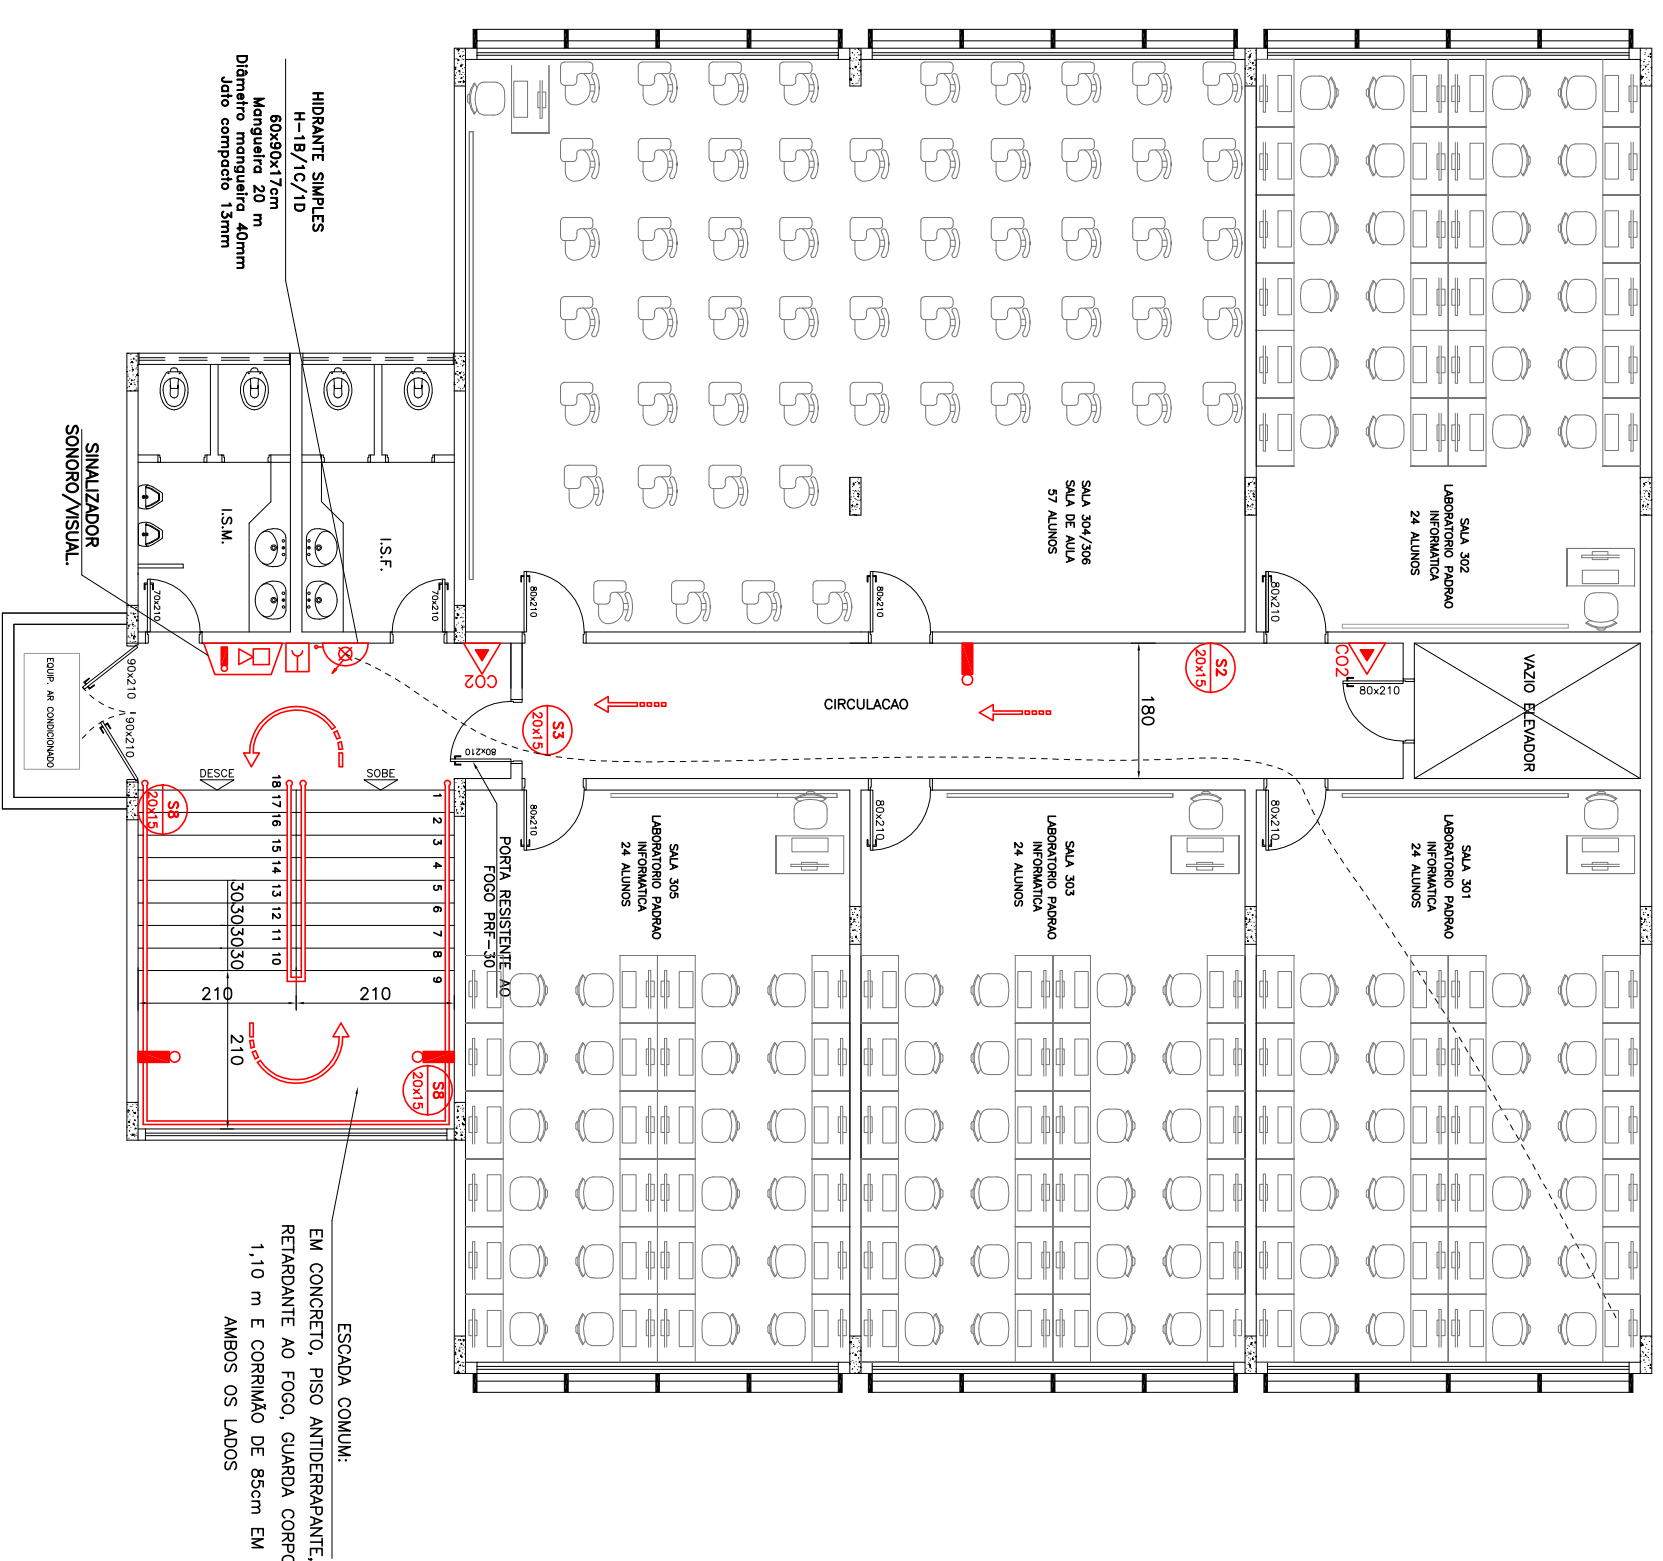 HIDRANTE SIMPLES
H-1B/1C/1D
60x90x17cm
Mangueira 20 m
Diâmetro mangueira 40mm
Jato compacto 13mm
SINALIZADOR
SONORO/VISUAL.
I.S.M.
I.S.F.
70x210
70x210
EQUIP. AR CONDICIONADO
90x210
90x210
DESCE
SOBE
S8
20x15
18
17
16
15
14
13
12
11
10
1
2
3
4
5
6
7
8
9
30303030
210
210
210
S8
20x15
ESCADA COMUM:
EM CONCRETO, PISO ANTIDERRAPANTE,
RETARDANTE AO FOGO, GUARDA CORPO
1,10 m E CORRIMÃO DE 85cm EM
AMBOS OS LADOS
PORTA RESISTENTE AO
FOGO PRF-30
80x210
CO2
S3
20x15
CIRCULACAO
180
S2
20x15
CO2
80x210
VAZIO ELEVADOR
SALA 304/306
SALA DE AULA
57 ALUNOS
80x210
80x210
SALA 302
LABORATORIO PADRAO
INFORMATICA
24 ALUNOS
80x210
SALA 305
LABORATORIO PADRAO
INFORMATICA
24 ALUNOS
80x210
SALA 303
LABORATORIO PADRAO
INFORMATICA
24 ALUNOS
80x210
SALA 301
LABORATORIO PADRAO
INFORMATICA
24 ALUNOS
80x210